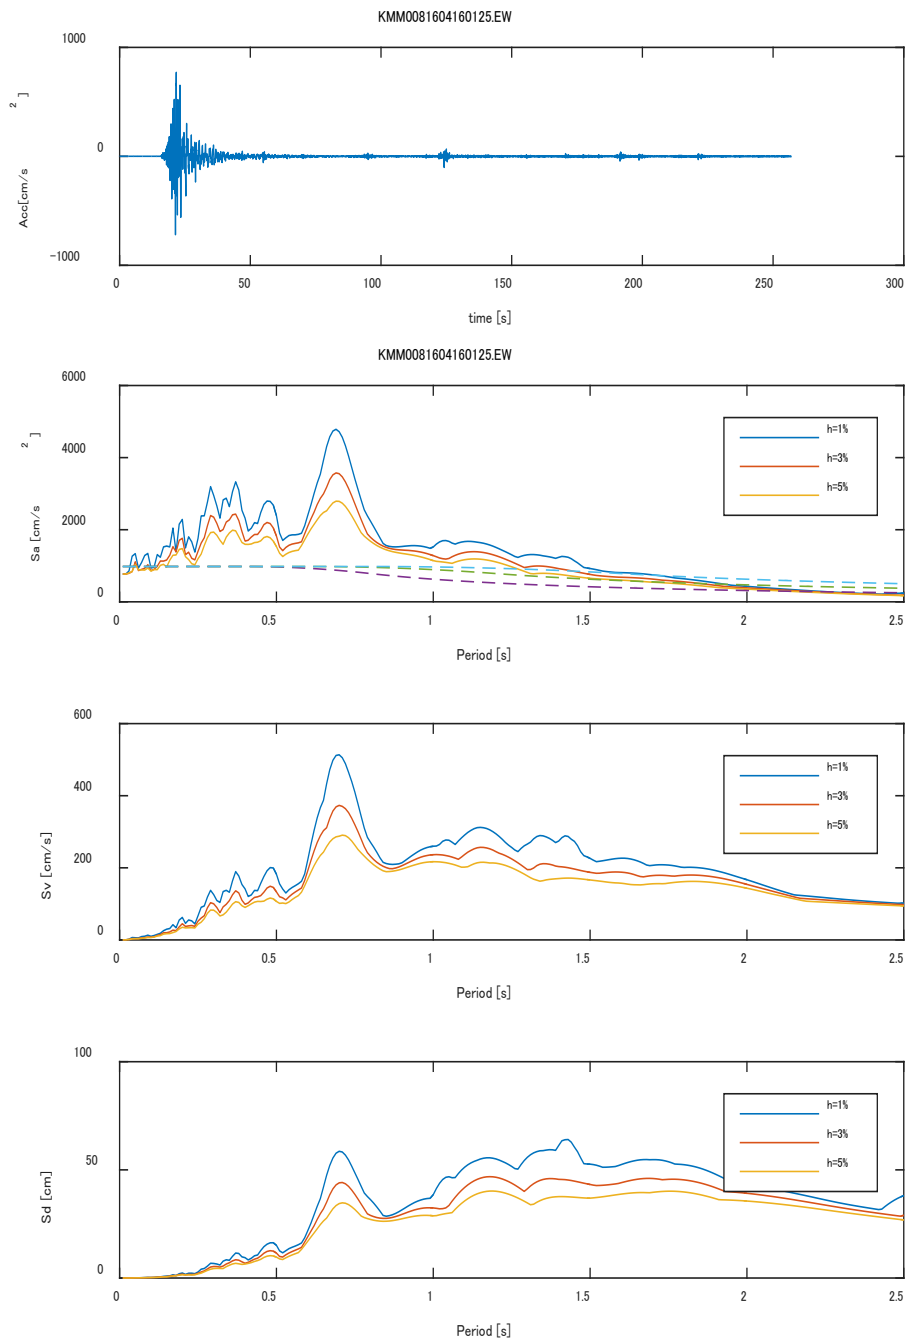 KMM0081604160125.EW
1000
0
-1000
Acc[cm/s²]
0 50 100 150 200 250 300
time [s]
KMM0081604160125.EW
6000
4000
2000
0
Sa [cm/s²]
h=1%
h=3%
h=5%
0 0.5 1 1.5 2 2.5
Period [s]
600
400
200
0
Sv [cm/s]
h=1%
h=3%
h=5%
0 0.5 1 1.5 2 2.5
Period [s]
100
50
0
Sd [cm]
h=1%
h=3%
h=5%
0 0.5 1 1.5 2 2.5
Period [s]